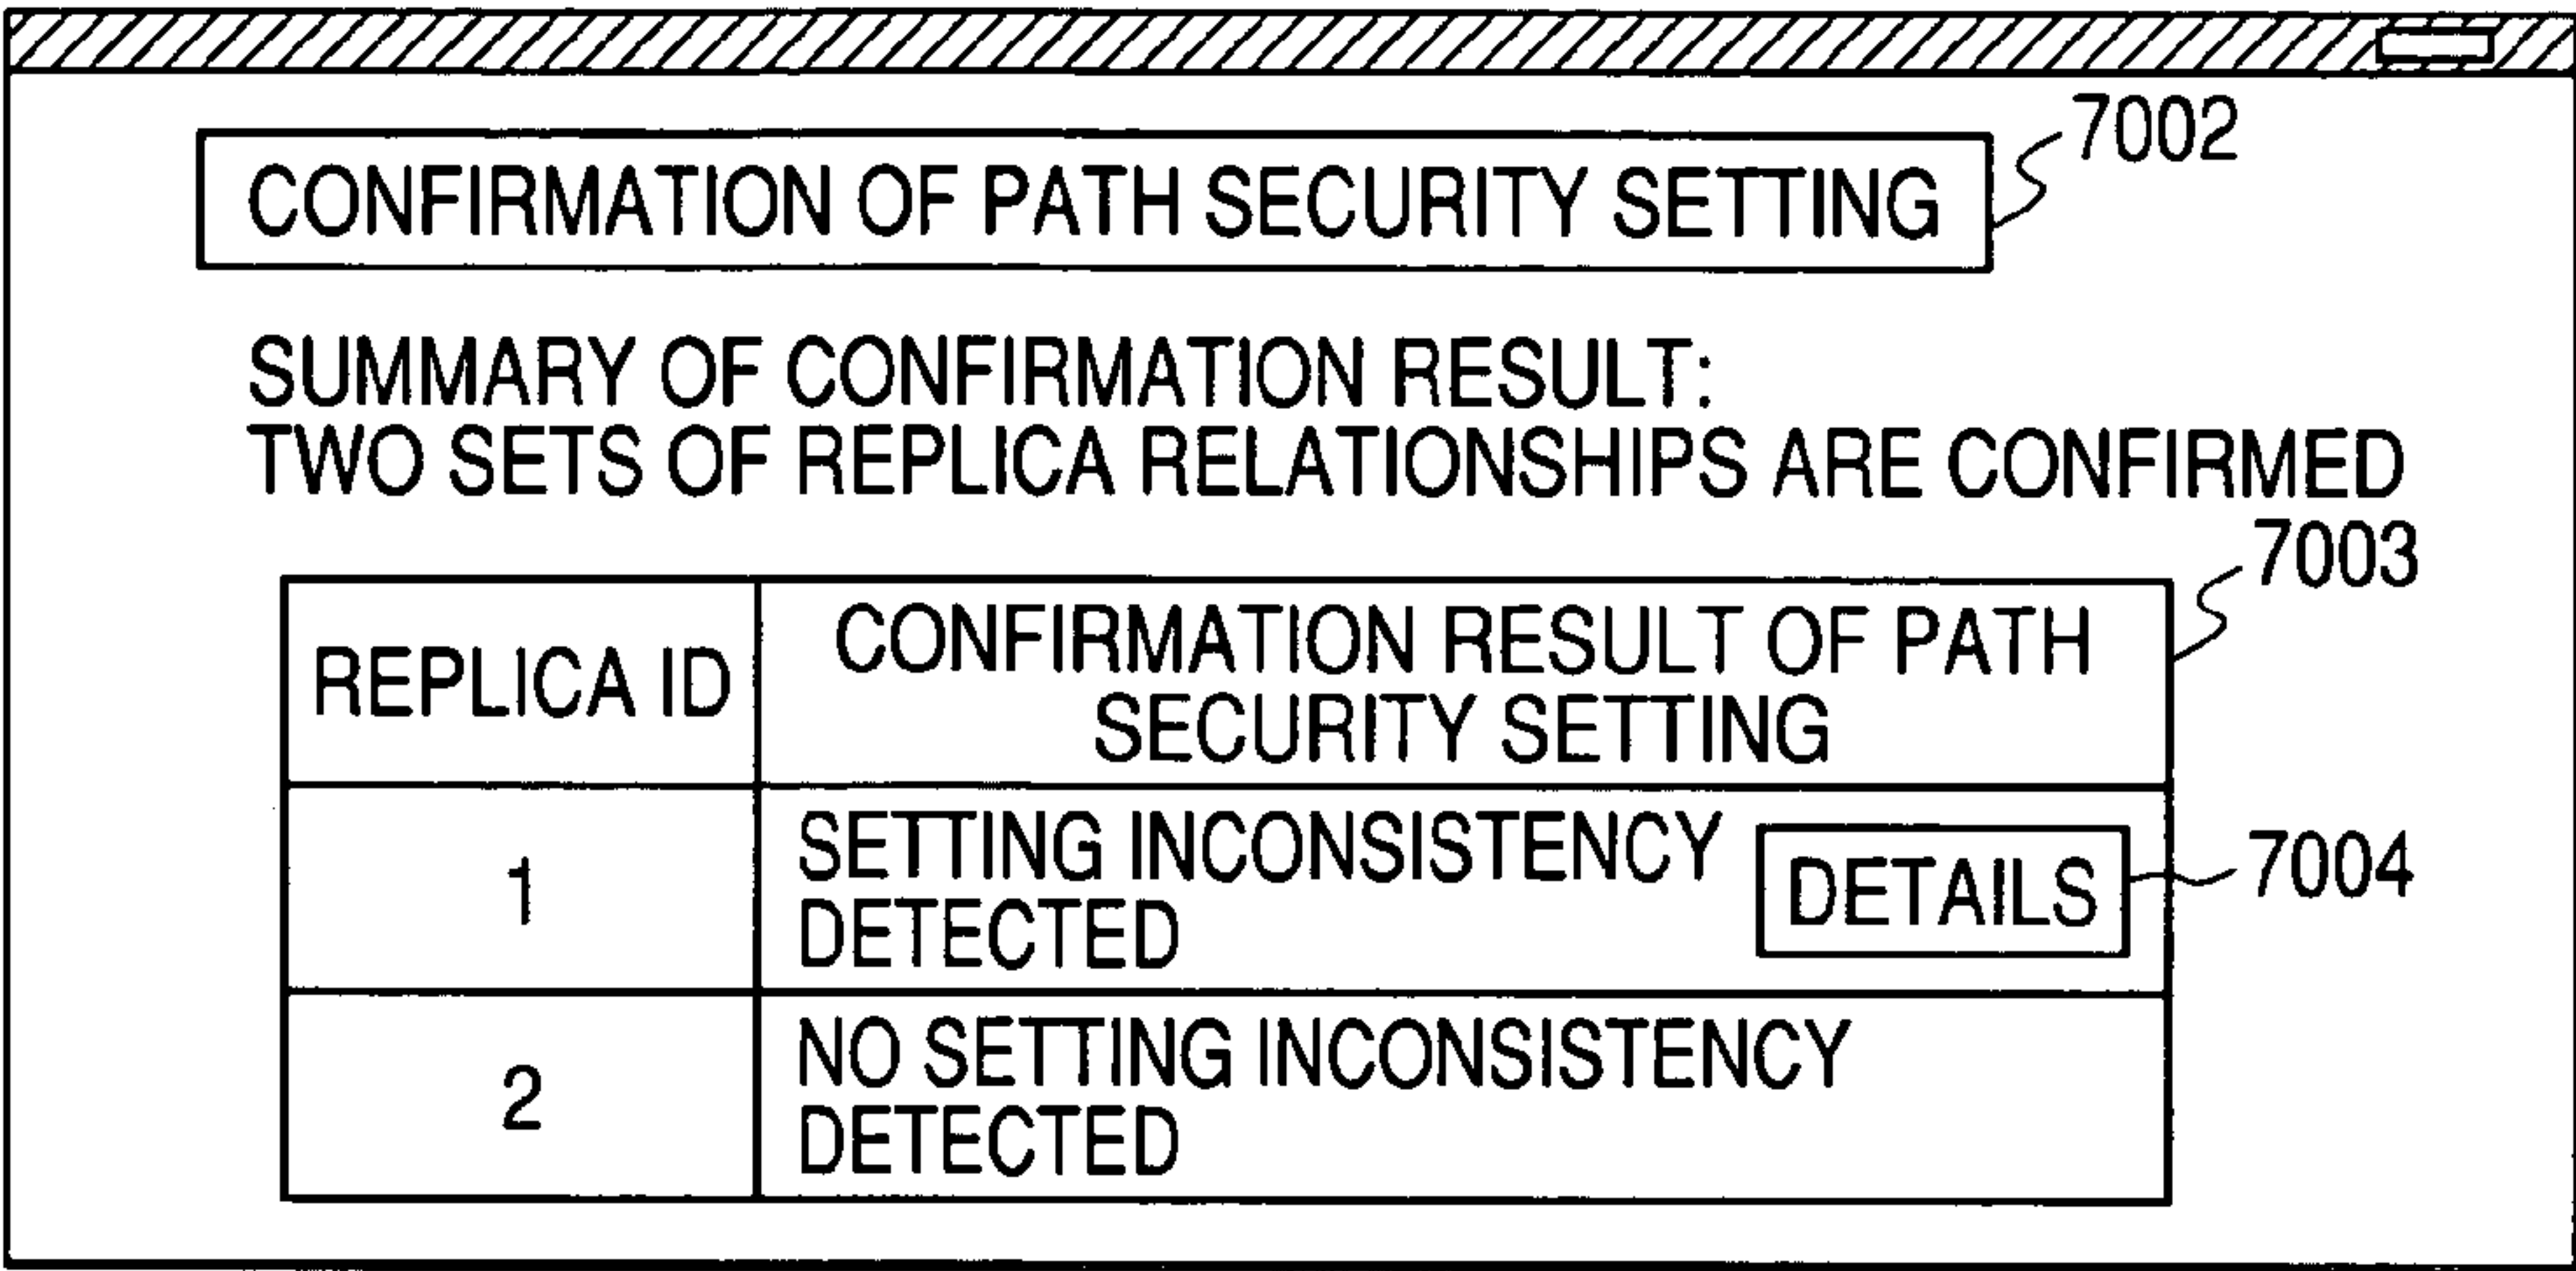 7002
CONFIRMATION OF PATH SECURITY SETTING
SUMMARY OF CONFIRMATION RESULT:
TWO SETS OF REPLICA RELATIONSHIPS ARE CONFIRMED
7003
REPLICA ID
CONFIRMATION RESULT OF PATH
SECURITY SETTING
1
SETTING INCONSISTENCY
DETECTED
DETAILS
7004
2
NO SETTING INCONSISTENCY
DETECTED